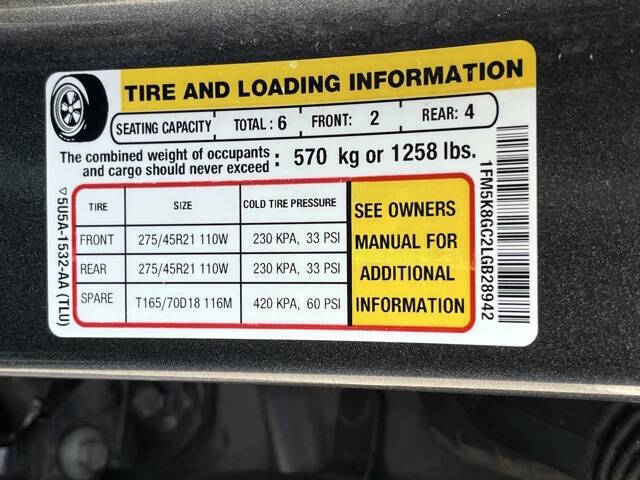 TIRE AND LOADING INFORMATION
SEATING CAPACITY TOTAL : 6 FRONT: 2 REAR: 4
The combined weight of occupants
and cargo should never exceed : 570 kg or 1258 lbs.
TIRE SIZE COLD TIRE PRESSURE
FRONT 275/45R21 110W 230 KPA, 33 PSI
REAR 275/45R21 110W 230 KPA, 33 PSI
SPARE T165/70D18 116M 420 KPA, 60 PSI
SEE OWNERS
MANUAL FOR
ADDITIONAL
INFORMATION
5U5A-1532-AA (TLU)
1FM5K8GC2LGB28942